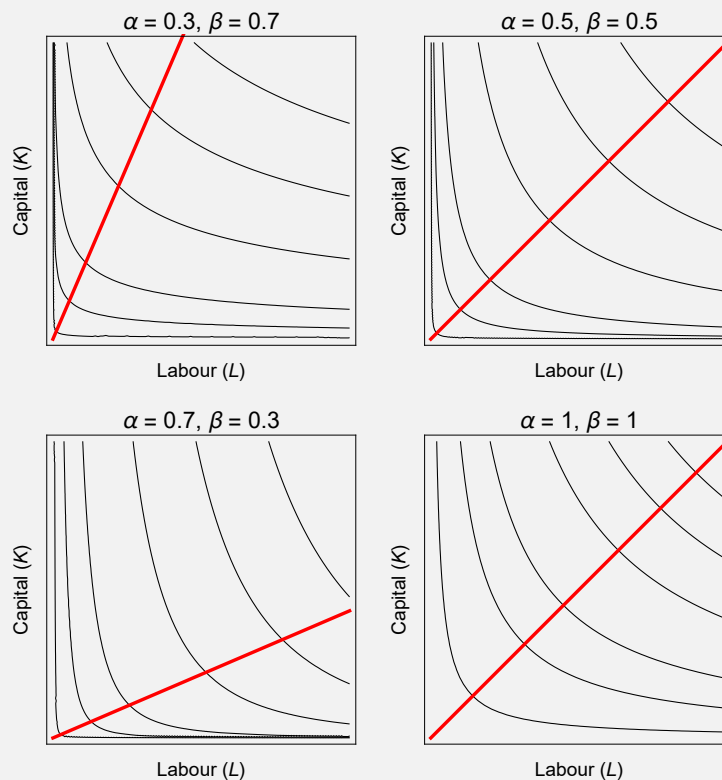 α = 0.3, β = 0.7
Capital (K)
Labour (L)
α = 0.5, β = 0.5
Capital (K)
Labour (L)
α = 0.7, β = 0.3
Capital (K)
Labour (L)
α = 1, β = 1
Capital (K)
Labour (L)